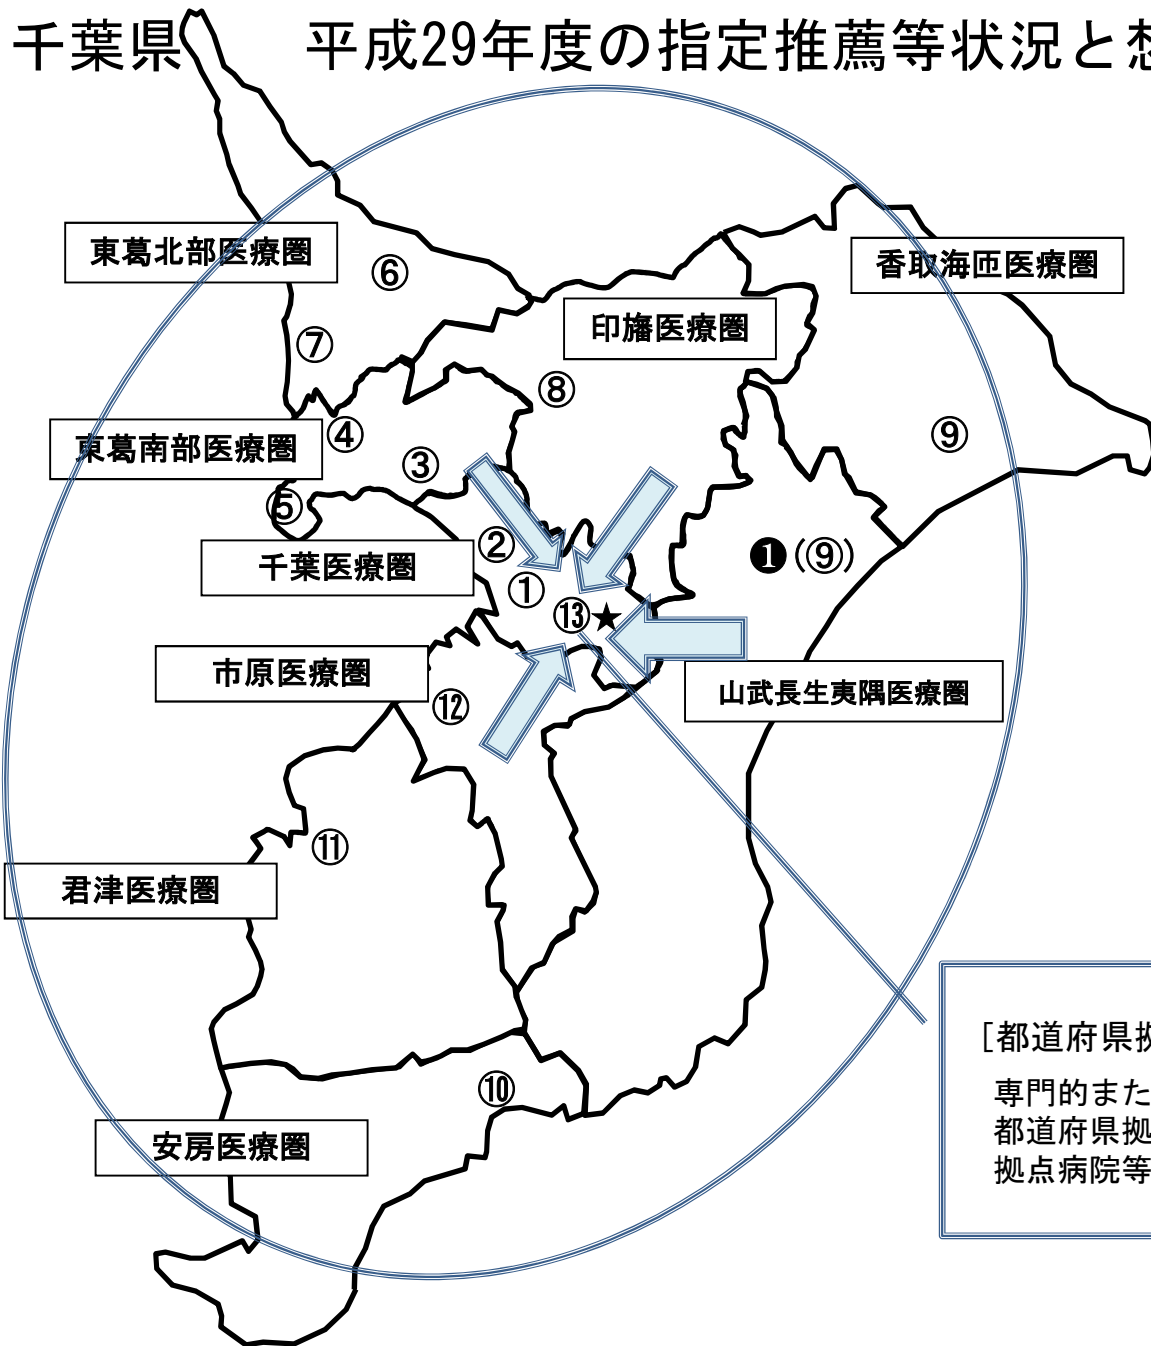 千葉県 平成29年度の指定推薦等状況と想
東葛北部医療圏
香取海匝医療圏
⑥
印旛医療圏
⑦
⑧
東葛南部医療圏
④
⑨
③
⑤
②
千葉医療圏
❶(⑨)
①
⑬★
市原医療圏
山武長生夷隅医療圏
⑫
⑪
君津医療圏
[都道府県拠
専門的また
都道府県拠
拠点病院等
⑩
安房医療圏